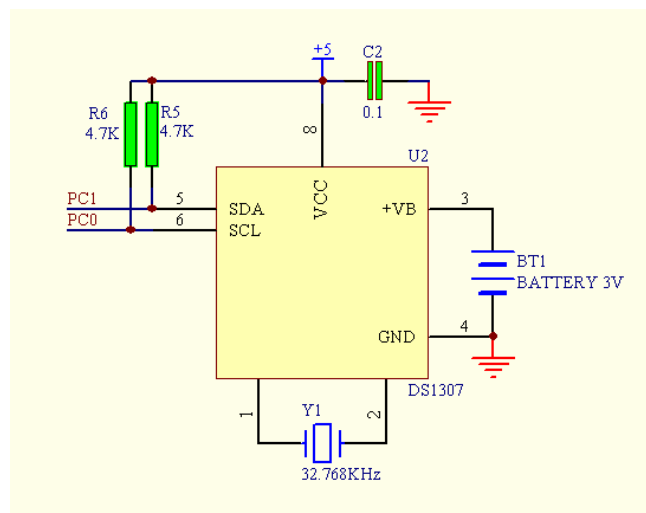 +5
C2
R6
R5
4.7K
4.7K
0.1
8
U2
PC1
5
SDA
VCC
+VB
3
PC0
6
SCL
BT1
BATTERY 3V
GND
4
DS1307
1
Y1
2
32.768KHz